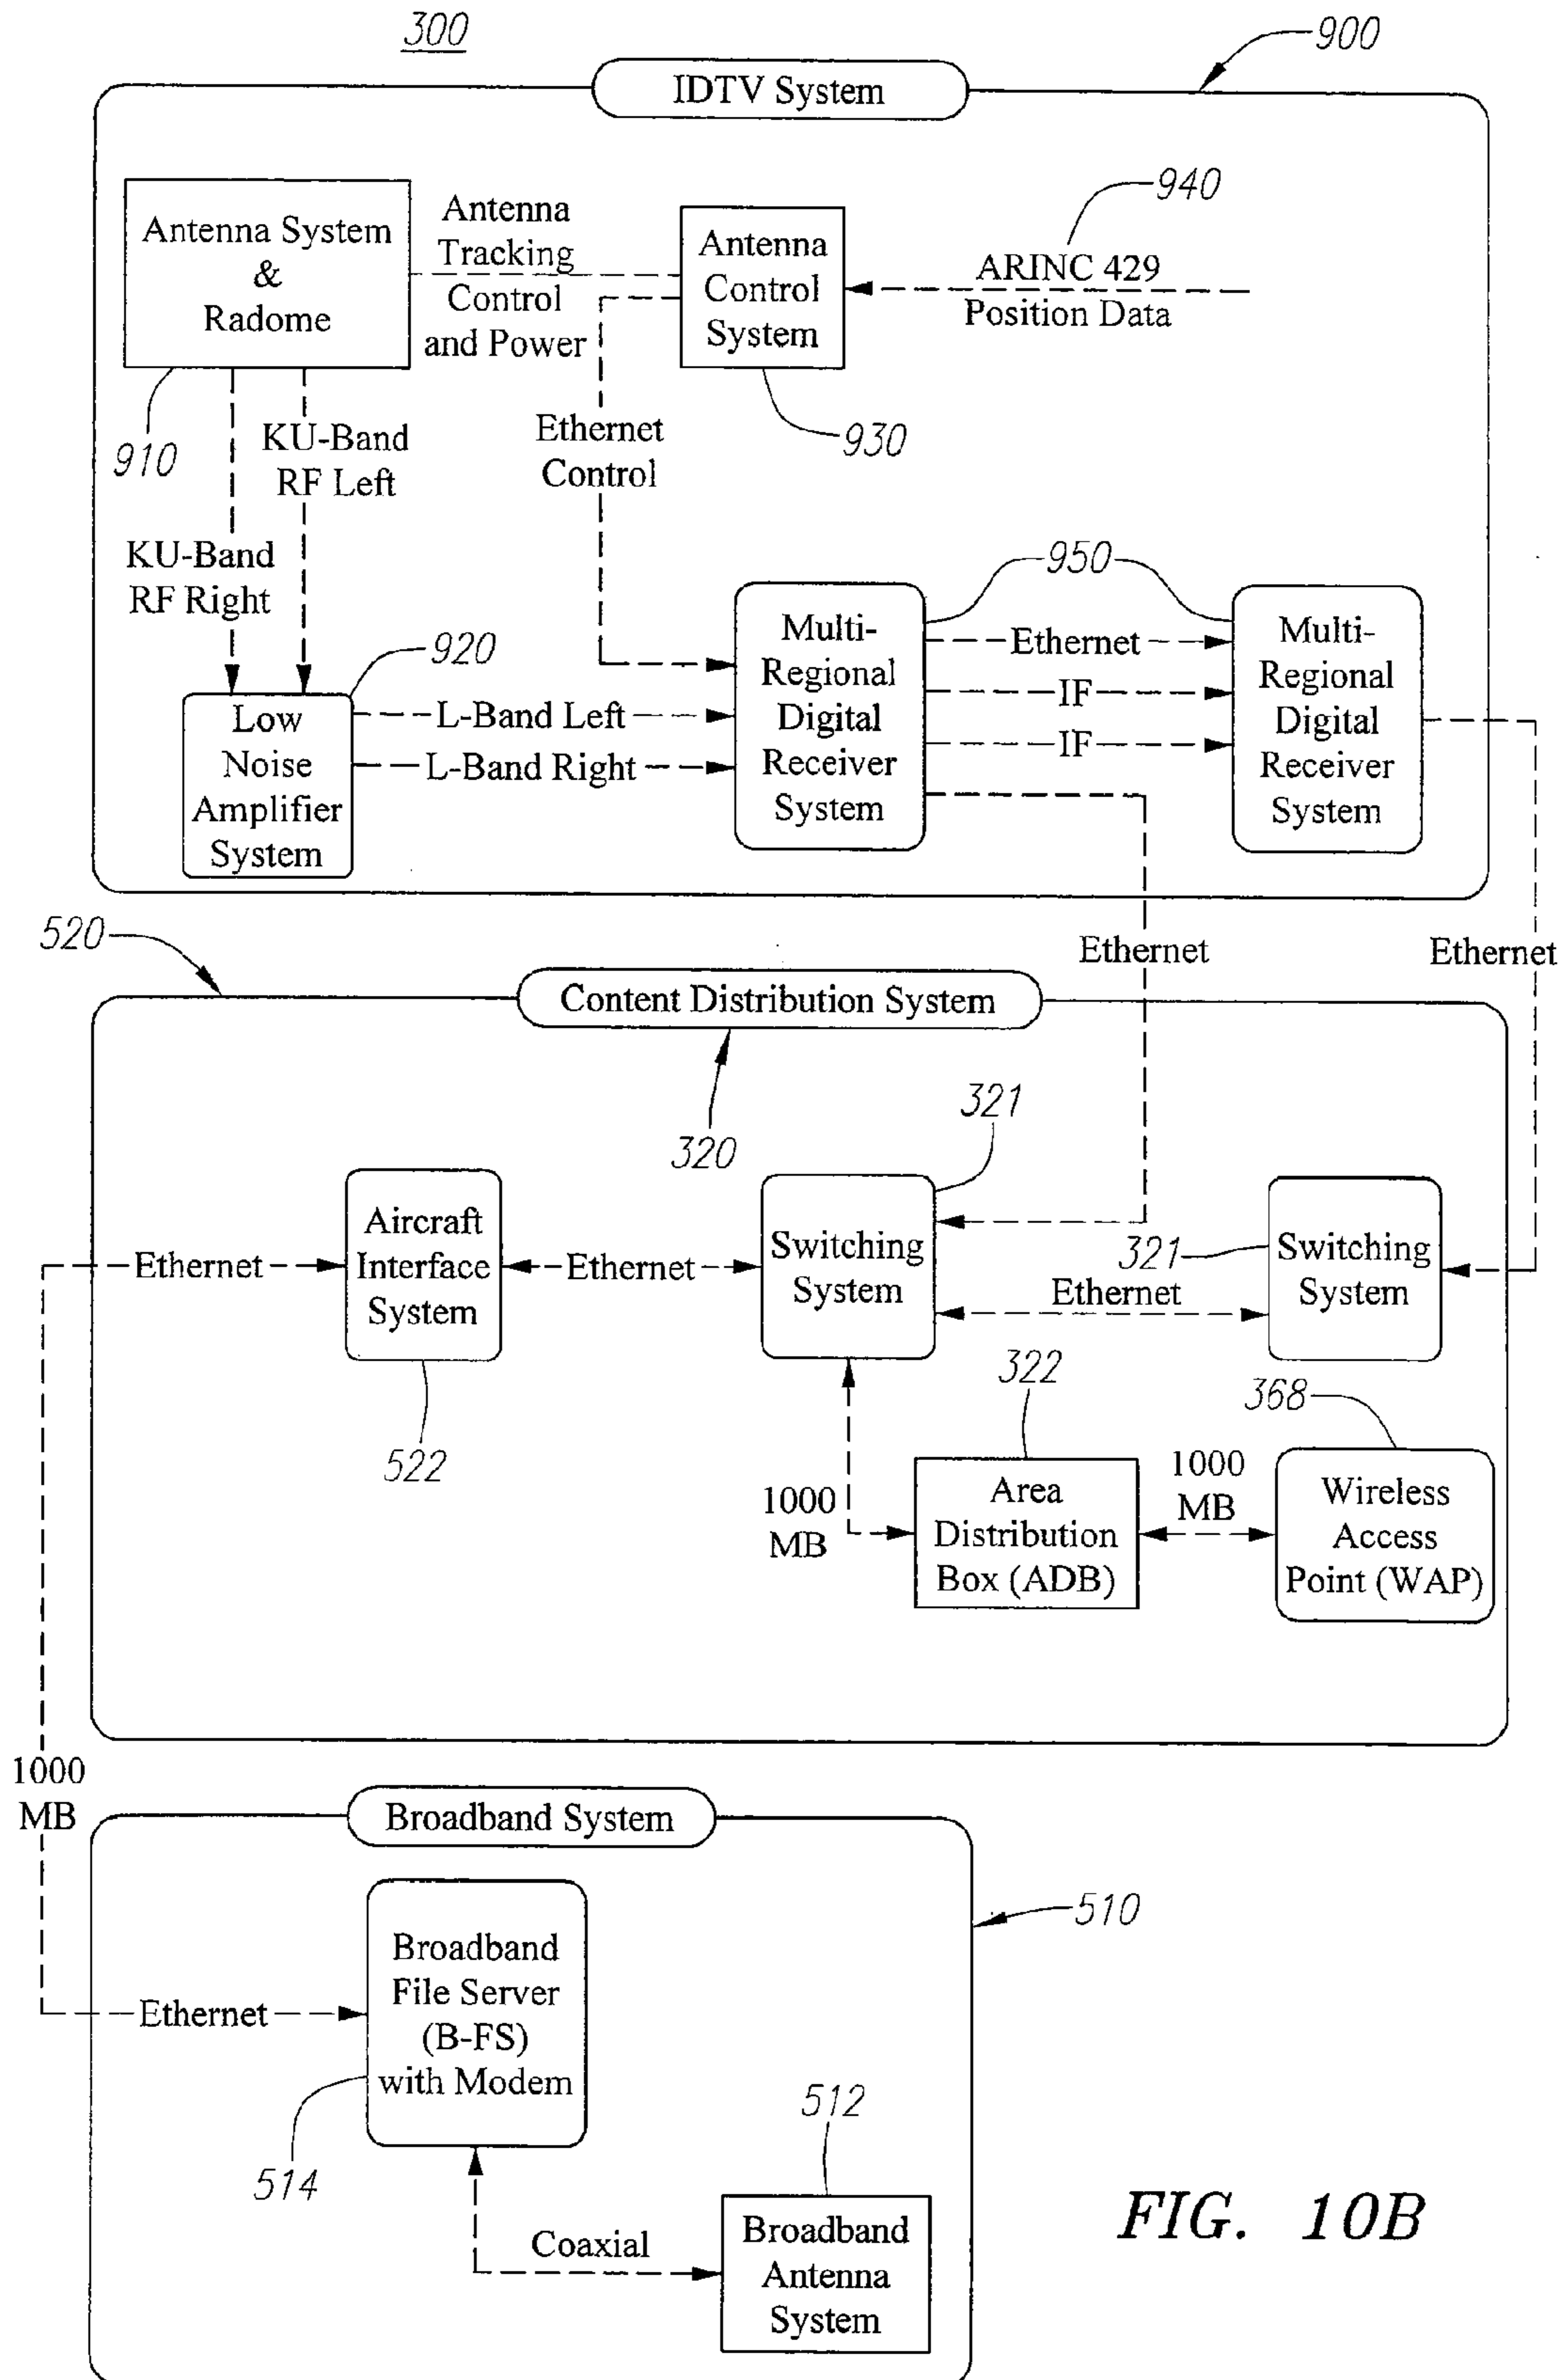 300
900
IDTV System
Antenna System
&
Radome
Antenna
Tracking
Control
and Power
Antenna
Control
System
940
ARINC 429
Position Data
910
KU-Band
RF Left
KU-Band
RF Right
Ethernet
Control
930
950
920
Low
Noise
Amplifier
System
L-Band Left
L-Band Right
Multi-
Regional
Digital
Receiver
System
Ethernet
IF
IF
Multi-
Regional
Digital
Receiver
System
520
Ethernet
Ethernet
Content Distribution System
320
321
Ethernet
Aircraft
Interface
System
Ethernet
Switching
System
321
Switching
System
Ethernet
522
322
368
1000
MB
Area
Distribution
Box (ADB)
1000
MB
Wireless
Access
Point (WAP)
1000
MB
Broadband System
510
Broadband
File Server
(B-FS)
with Modem
Ethernet
514
512
Coaxial
Broadband
Antenna
System
FIG. 10B